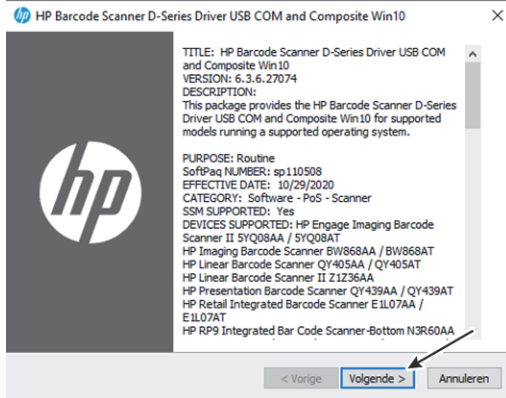 HP Barcode Scanner D-Series Driver USB COM and Composite Win10
TITLE: HP Barcode Scanner D-Series Driver USB COM
and Composite Win10
VERSION: 6.3.6.27074
DESCRIPTION:
This package provides the HP Barcode Scanner D-Series
Driver USB COM and Composite Win10 for supported
models running a supported operating system.
PURPOSE: Routine
SoftPaq NUMBER: sp110508
EFFECTIVE DATE: 10/29/2020
CATEGORY: Software - PoS - Scanner
SSM SUPPORTED: Yes
DEVICES SUPPORTED: HP Engage Imaging Barcode
Scanner II 5YQ08AA / 5YQ08AT
HP Imaging Barcode Scanner BW868AA / BW868AT
HP Linear Barcode Scanner QY405AA / QY405AT
HP Linear Barcode Scanner II Z1Z36AA
HP Presentation Barcode Scanner QY439AA / QY439AT
HP Retail Integrated Barcode Scanner E1L07AA /
E1L07AT
HP RP9 Integrated Bar Code Scanner-Bottom N3R60AA
hp
< Vorige
Volgende >
Annuleren